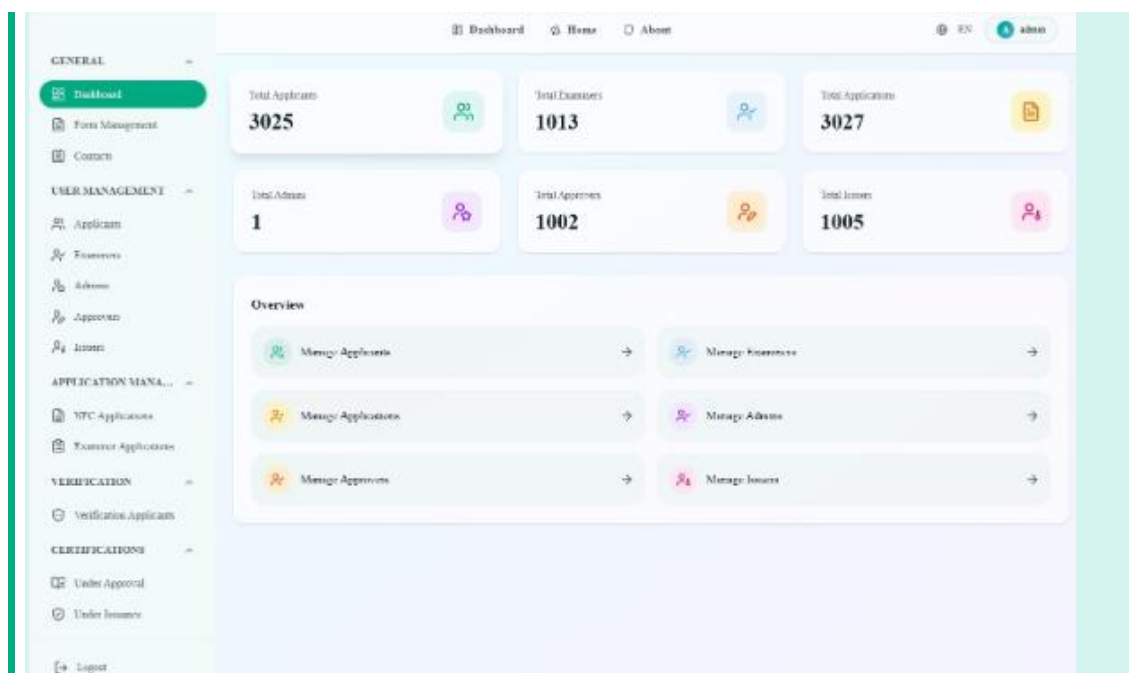 Dashboard Home About
EN admin
GENERAL
Dashboard
Form Management
Contacts
USER MANAGEMENT
Applicants
Examiners
Admins
Approvers
Issuers
APPLICATION MANA...
Applications
Examiner Applications
VERIFICATION
Verification Applicants
CERTIFICATIONS
Under Approval
Under Issuance
Logout
Total Applicants
3025
Total Examiners
1013
Total Applications
3027
Total Admins
1
Total Approvers
1002
Total Issuers
1005
Overview
Manage Applicants
Manage Examiners
Manage Applications
Manage Admins
Manage Approvers
Manage Issuers